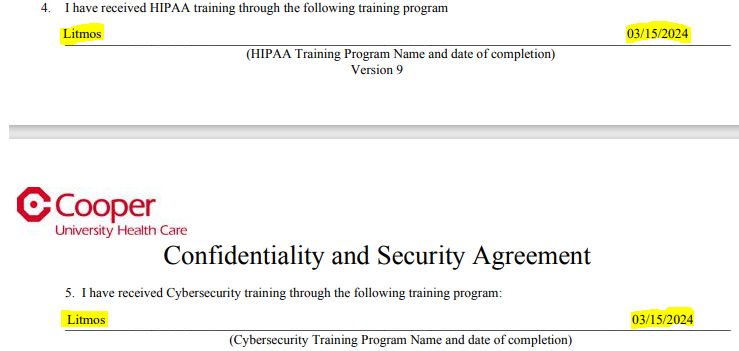 4. I have received HIPAA training through the following training program
Litmos 03/15/2024
(HIPAA Training Program Name and date of completion)
Version 9
Cooper
University Health Care
Confidentiality and Security Agreement
5. I have received Cybersecurity training through the following training program:
Litmos 03/15/2024
(Cybersecurity Training Program Name and date of completion)